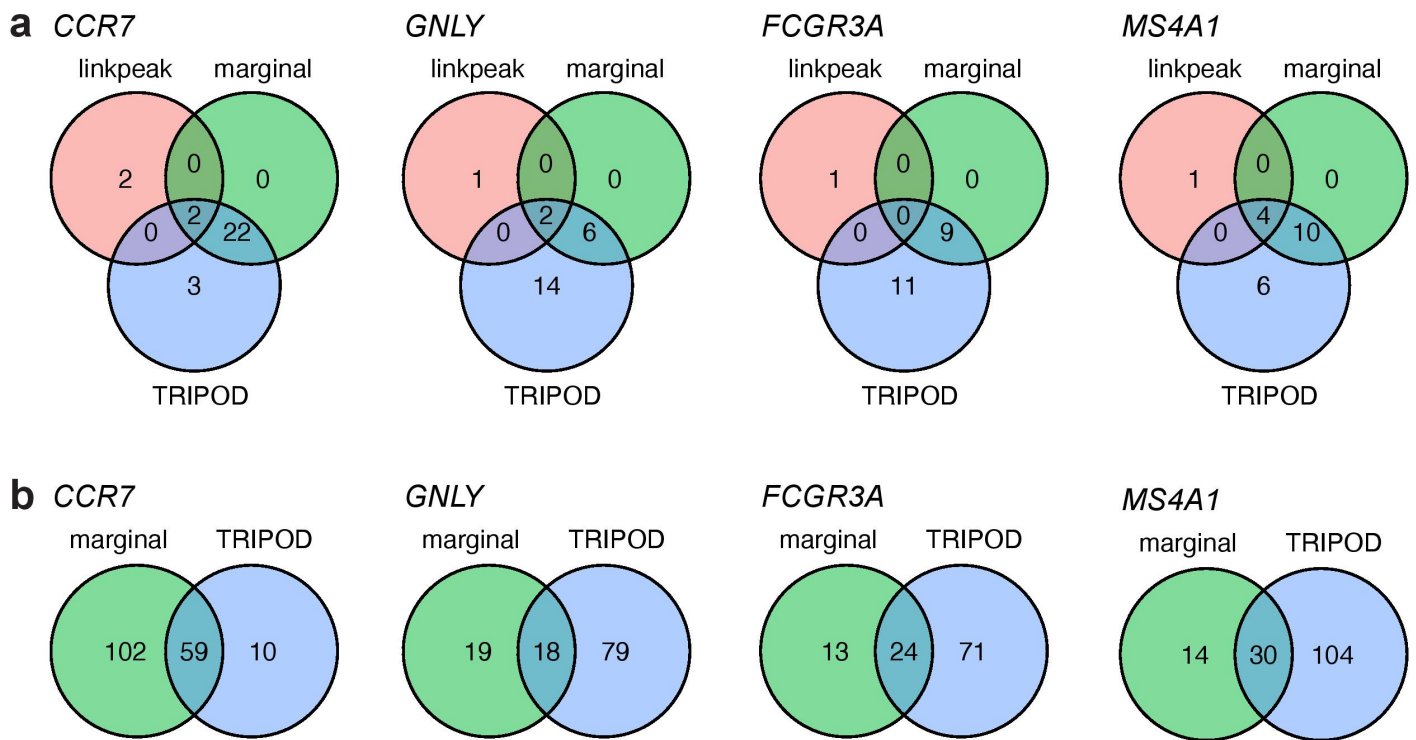 a CCR7 GNLY FCGR3A MS4A1
linkpeak marginal linkpeak marginal linkpeak marginal linkpeak marginal
0 0 0 0
2 0 1 0 1 0 1 0
2 2 0 4
0 22 0 6 0 9 0 10
3 14 11 6
TRIPOD TRIPOD TRIPOD TRIPOD
b CCR7 GNLY FCGR3A MS4A1
marginal TRIPOD marginal TRIPOD marginal TRIPOD marginal TRIPOD
102 59 10 19 18 79 13 24 71 14 30 104